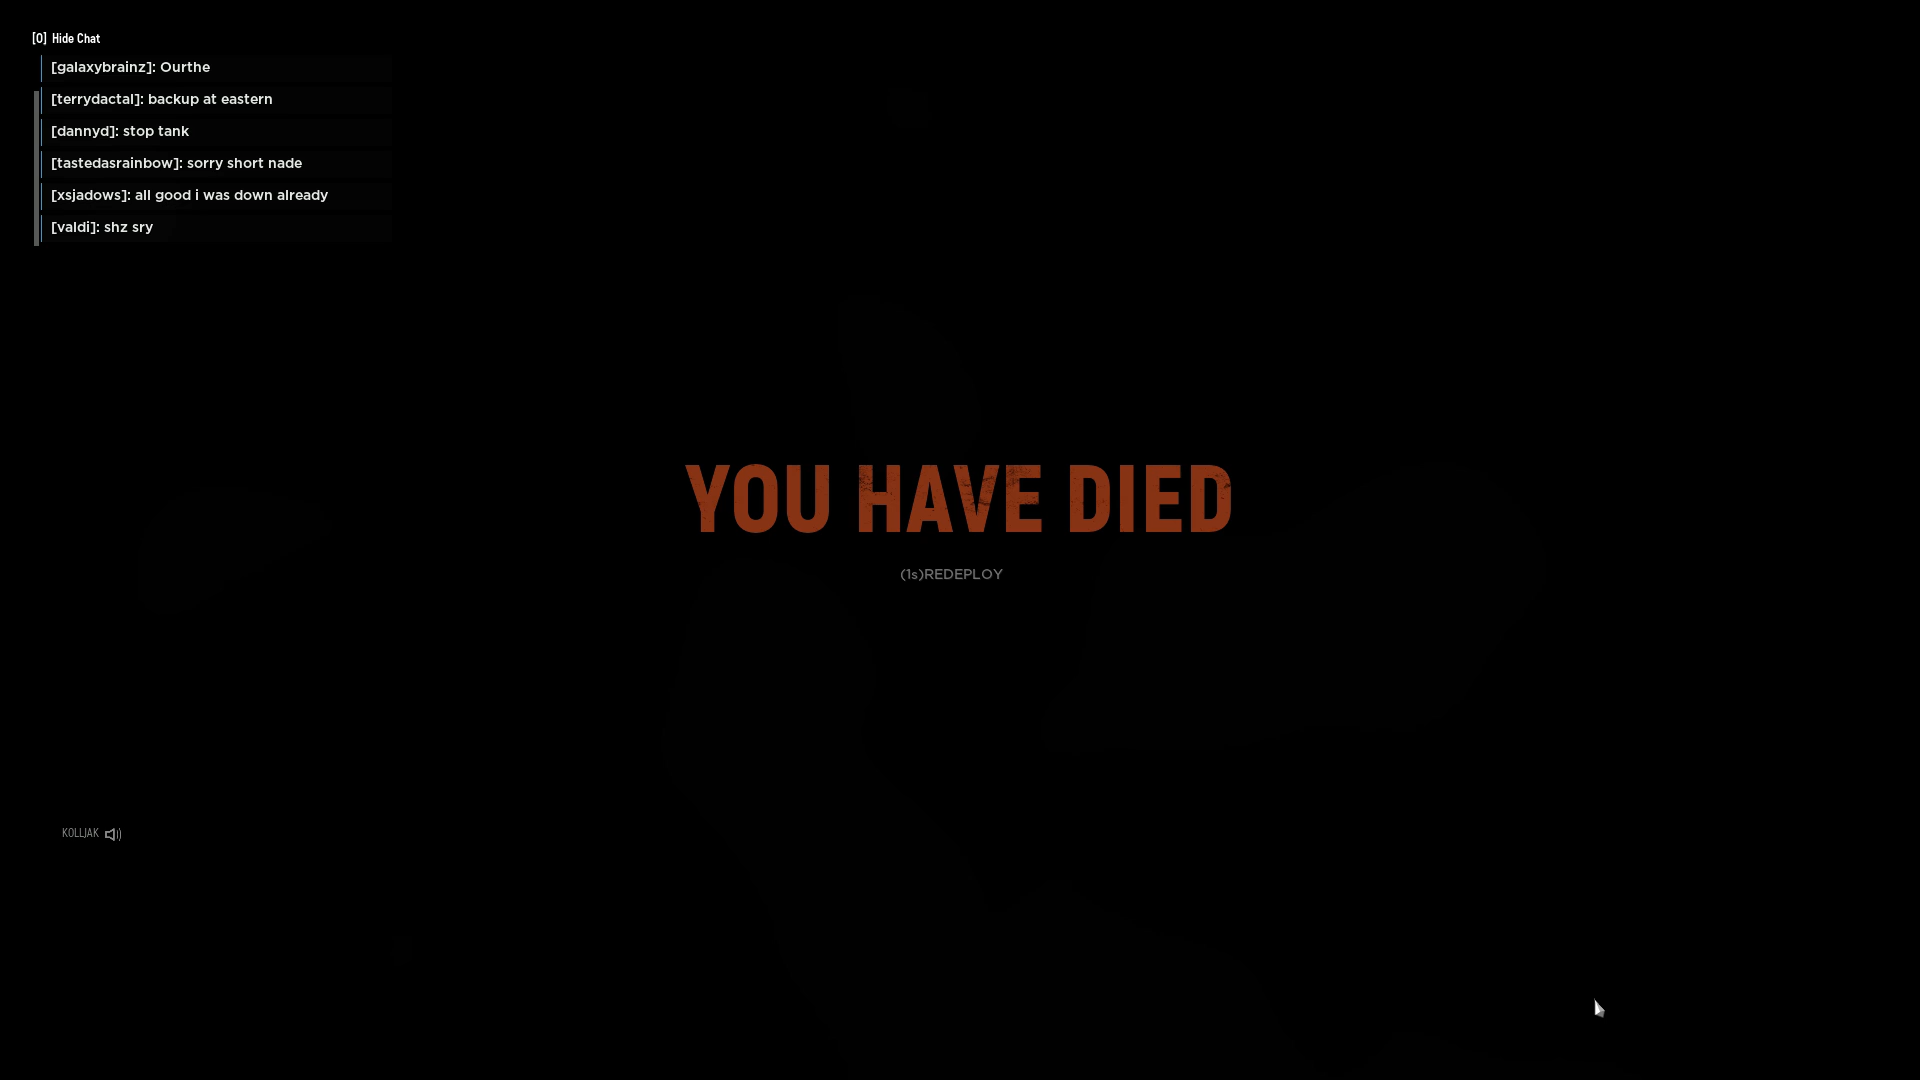 [O] Hide Chat
[galaxybrainz]: Ourthe
[terrydactal]: backup at eastern
[dannyd]: stop tank
[tastedasrainbow]: sorry short nade
[xsjadows]: all good i was down already
[valdi]: shz sry
YOU HAVE DIED
(1s)REDEPLOY
KOLLJAK